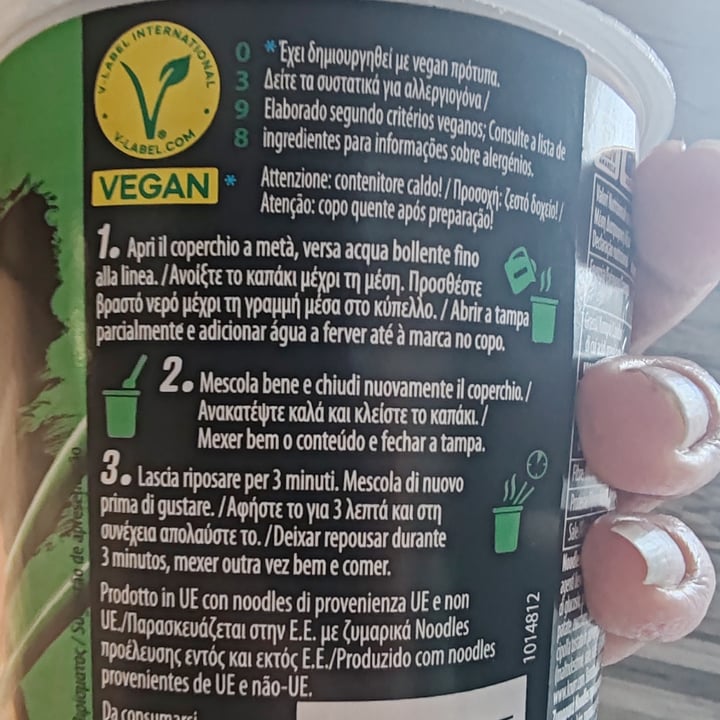 V-LABEL INTERNATIONAL
V-LABEL.COM
0
3
9
8
VEGAN *
*Έχει δημιουργηθεί με vegan πρότυπα.
Δείτε τα συστατικά για αλλεργιογόνα /
Elaborado segundo critérios veganos; Consulte a lista de
ingredientes para informações sobre alergénios.
Attenzione: contenitore caldo! / Προσοχή: ζεστό δοχείο! /
Atenção: copo quente após preparação!
1. Apri il coperchio a metà, versa acqua bollente fino
alla linea. / Ανοίξτε το καπάκι μέχρι τη μέση. Προσθέστε
βραστό νερό μέχρι τη γραμμή μέσα στο κύπελλο. / Abrir a tampa
parcialmente e adicionar água a ferver até à marca no copo.
2. Mescola bene e chiudi nuovamente il coperchio. /
Ανακατέψτε καλά και κλείστε το καπάκι. /
Mexer bem o conteúdo e fechar a tampa.
3. Lascia riposare per 3 minuti. Mescola di nuovo
prima di gustare. / Αφήστε το για 3 λεπτά και στη
συνέχεια απολαύστε το. / Deixar repousar durante
3 minutos, mexer outra vez bem e comer.
Prodotto in UE con noodles di provenienza UE e non
UE./Παρασκευάζεται στην Ε.Ε. με ζυμαρικά Noodles
προέλευσης εντός και εκτός Ε.Ε./Produzido com noodles
provenientes de UE e não-UE.
Da consumarsi
1014812